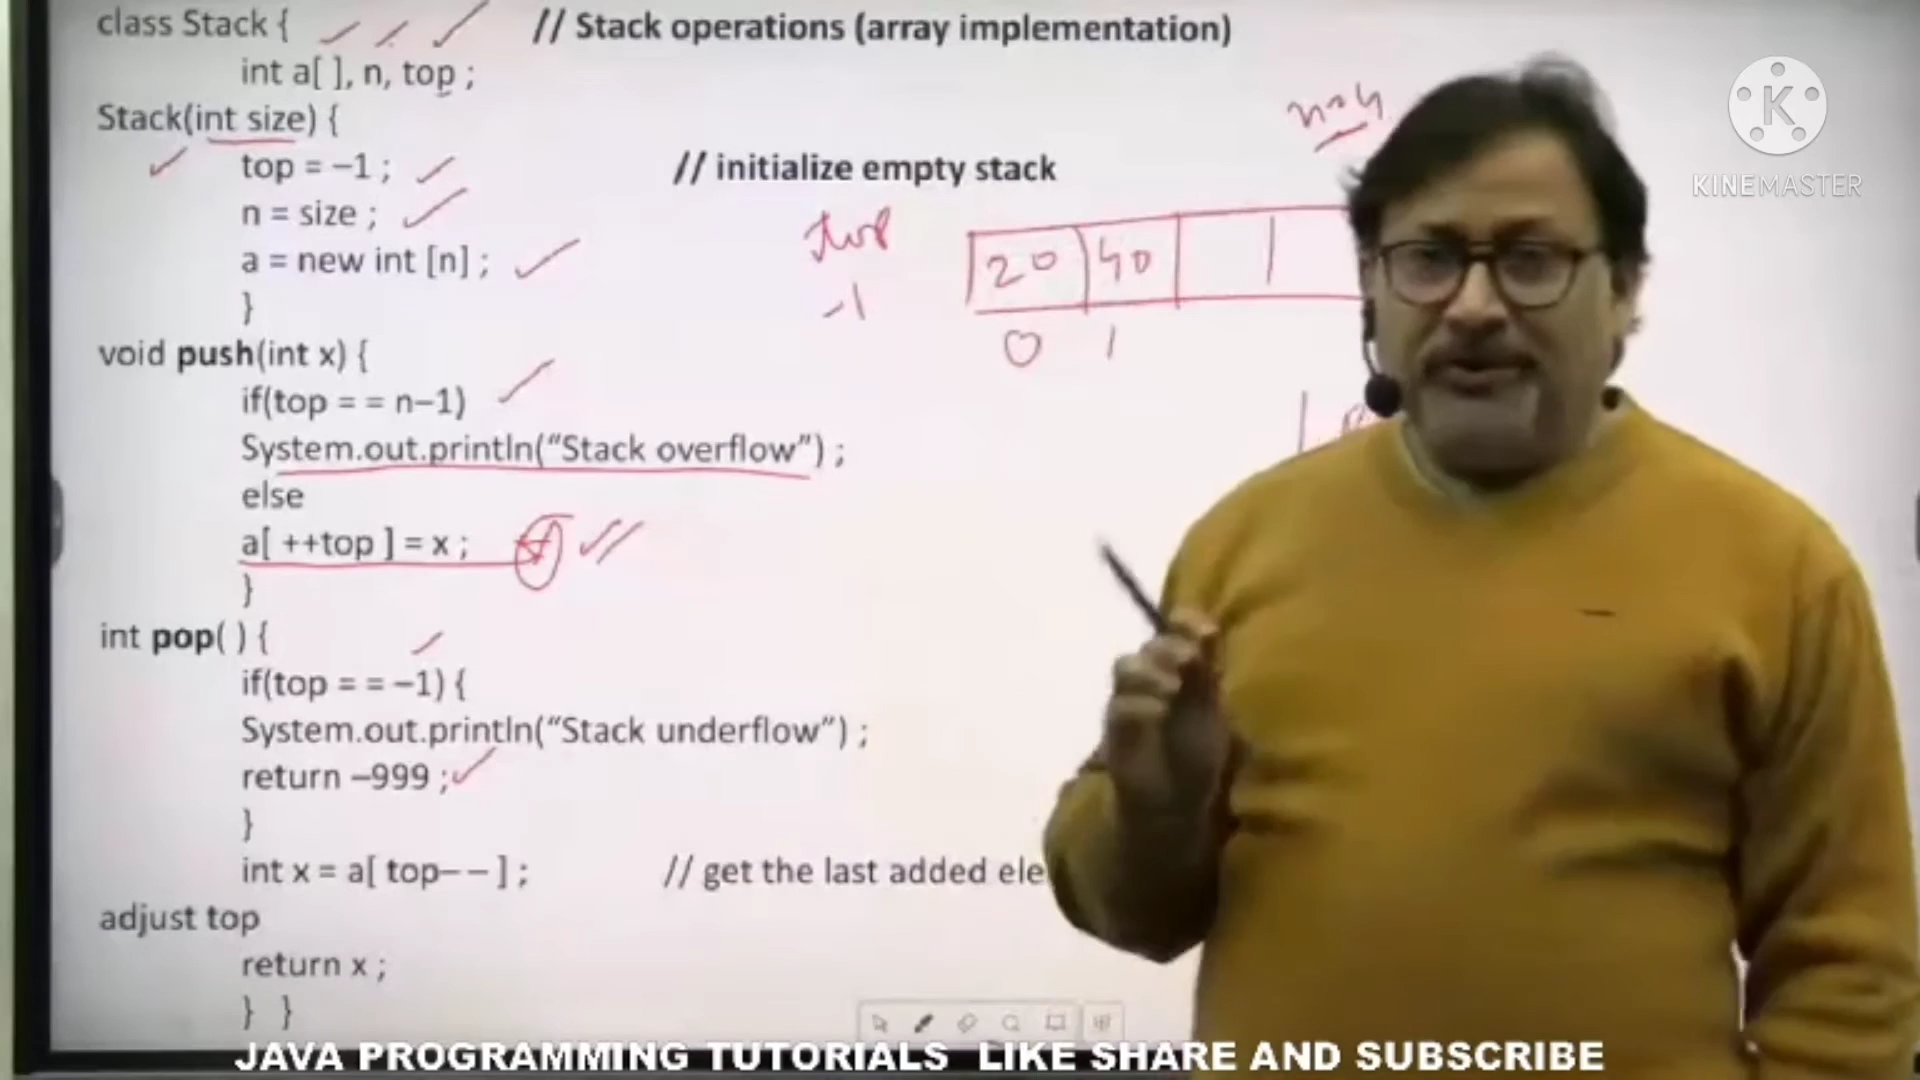 class Stack {
// Stack operations (array implementation)
int a[ ], n, top ;
Stack(int size) {
top = –1 ;
// initialize empty stack
n = size ;
a = new int [n] ;
}
void push(int x) {
if(top = = n–1)
System.out.println(“Stack overflow”) ;
else
a[ ++top ] = x ;
}
int pop( ) {
if(top = = –1) {
System.out.println(“Stack underflow”) ;
return –999 ;
}
int x = a[ top– – ] ;
// get the last added ele
adjust top
return x ;
} }
n=4
top
-1
20 40
0 1
K
KINEMASTER
JAVA PROGRAMMING TUTORIALS LIKE SHARE AND SUBSCRIBE